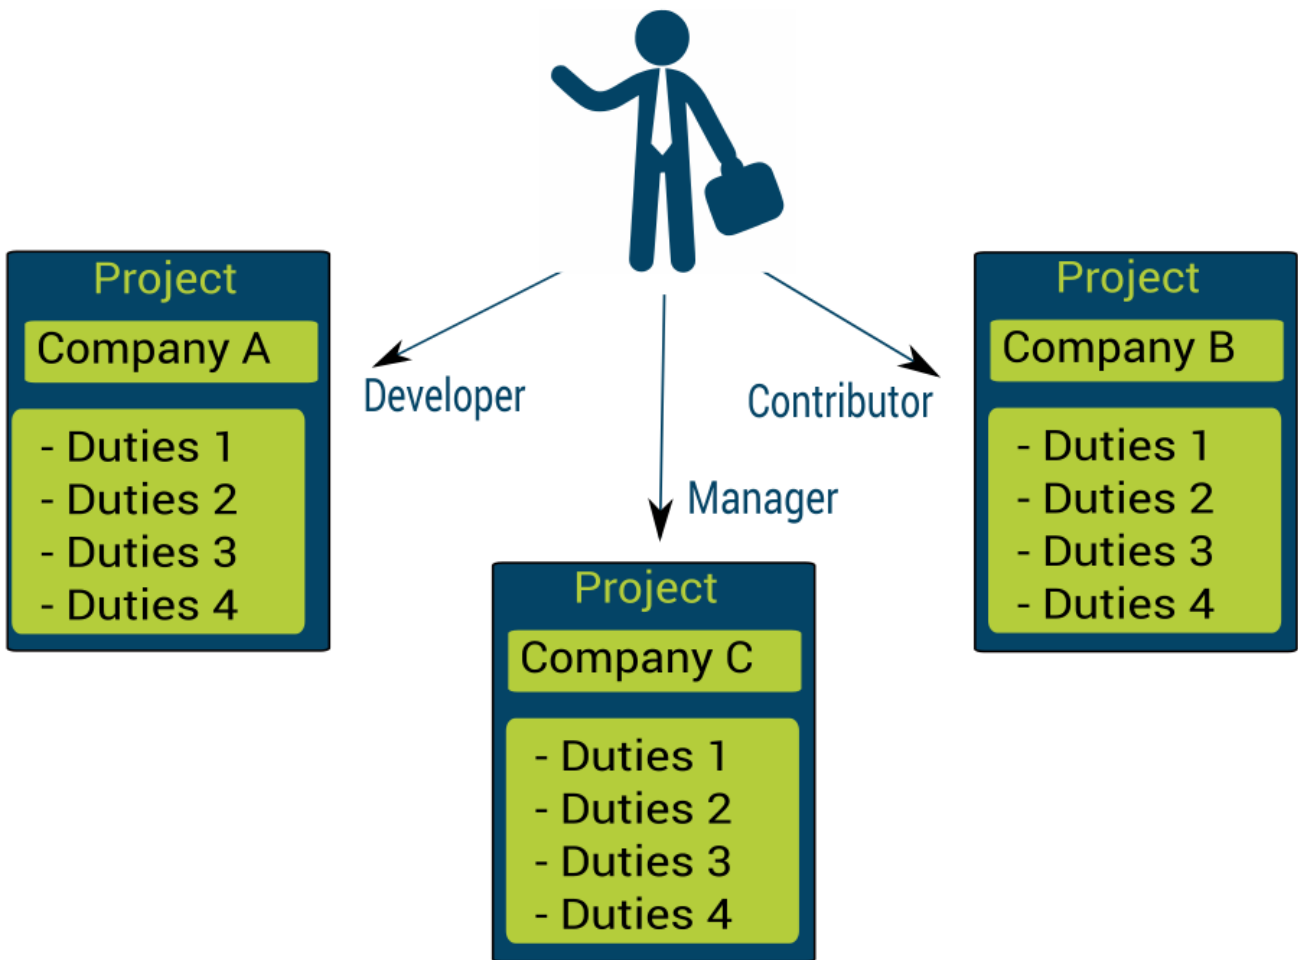 Project
Company A
- Duties 1
- Duties 2
- Duties 3
- Duties 4
Developer
Manager
Contributor
Project
Company B
- Duties 1
- Duties 2
- Duties 3
- Duties 4
Project
Company C
- Duties 1
- Duties 2
- Duties 3
- Duties 4